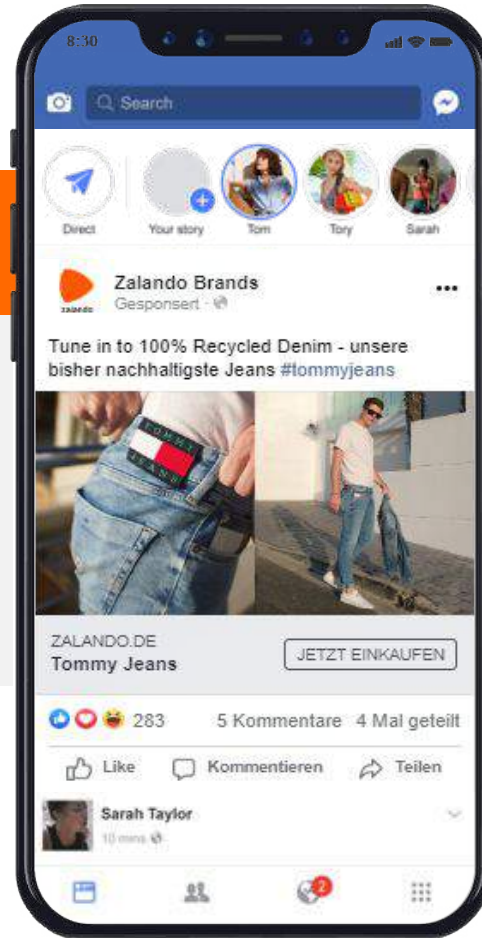 8:30
Search
Direct
Your story
Tom
Tory
Sarah
zalando
Zalando Brands
Gesponsert ·
Tune in to 100% Recycled Denim - unsere
bisher nachhaltigste Jeans #tommyjeans
TOMMY
JEANS
ZALANDO.DE
Tommy Jeans
JETZT EINKAUFEN
283
5 Kommentare 4 Mal geteilt
Like
Kommentieren
Teilen
Sarah Taylor
10 mins
2